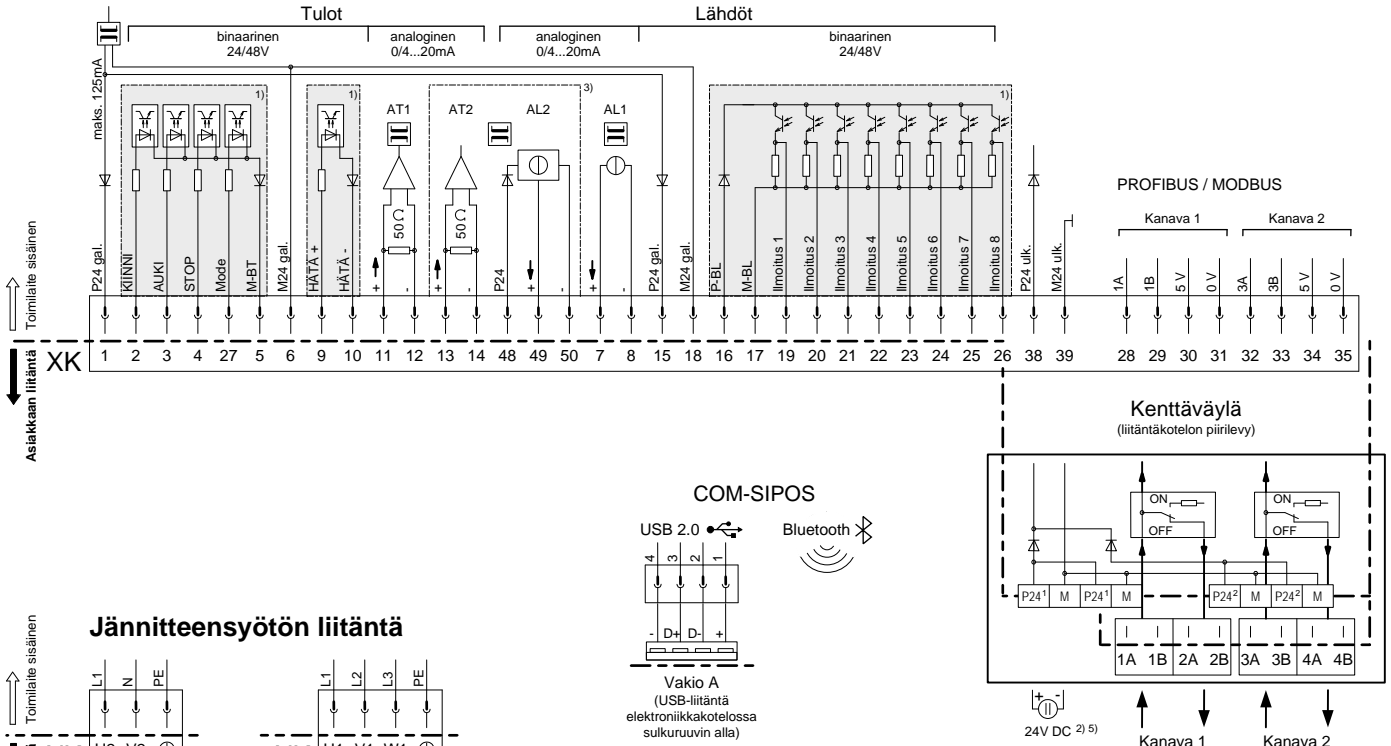 Tulot
Lähdöt
binaarinen
24/48V
analoginen
0/4...20mA
analoginen
0/4...20mA
binaarinen
24/48V
maks. 125mA
1)
1)
3)
1)
AT1
AT2
AL2
AL1
50 Ω
50 Ω
PROFIBUS / MODBUS
Kanava 1
Kanava 2
Toimilaite sisäinen
P24 gal.
KIINNI
AUKI
STOP
Mode
M-BT
M24 gal.
HÄTÄ +
HÄTÄ -
+
-
+
-
P24
+
-
+
-
P24 gal.
M24 gal.
P-BL
M-BL
Ilmoitus 1
Ilmoitus 2
Ilmoitus 3
Ilmoitus 4
Ilmoitus 5
Ilmoitus 6
Ilmoitus 7
Ilmoitus 8
P24 ulk.
M24 ulk.
1A
1B
5 V
0 V
3A
3B
5 V
0 V
Asiakkaan liitäntä
XK 1 2 3 4 27 5 6 9 10 11 12 13 14 48 49 50 7 8 15 18 16 17 19 20 21 22 23 24 25 26 38 39 28 29 30 31 32 33 34 35
Kenttäväylä
(liitäntäkotelon piirilevy)
ON
OFF
ON
OFF
P24¹ M P24¹ M P24² M P24² M
1A 1B 2A 2B 3A 3B 4A 4B
+ -
24V DC 2) 5)
Kanava 1
Kanava 2
COM-SIPOS
USB 2.0
Bluetooth
4 3 2 1
- D+ D- +
Vakio A
(USB-liitäntä
elektroniikkakotelossa
sulkuruuvin alla)
Jännitteensyötön liitäntä
Toimilaite sisäinen
L1 N PE
L1 L2 L3 PE
U2 V2
U1 V1 W1